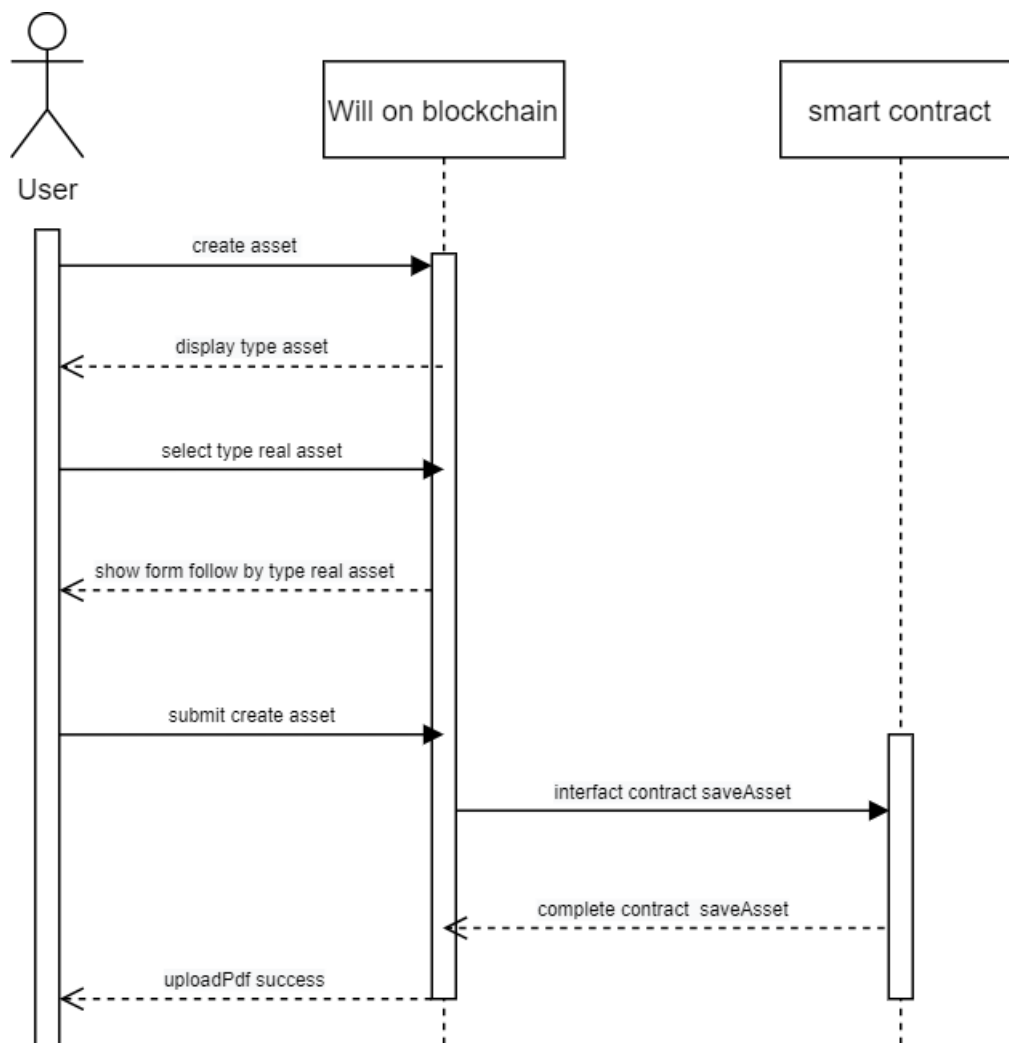 Will on blockchain
smart contract
User
create asset
display type asset
select type real asset
show form follow by type real asset
submit create asset
interfact contract saveAsset
complete contract  saveAsset
uploadPdf success